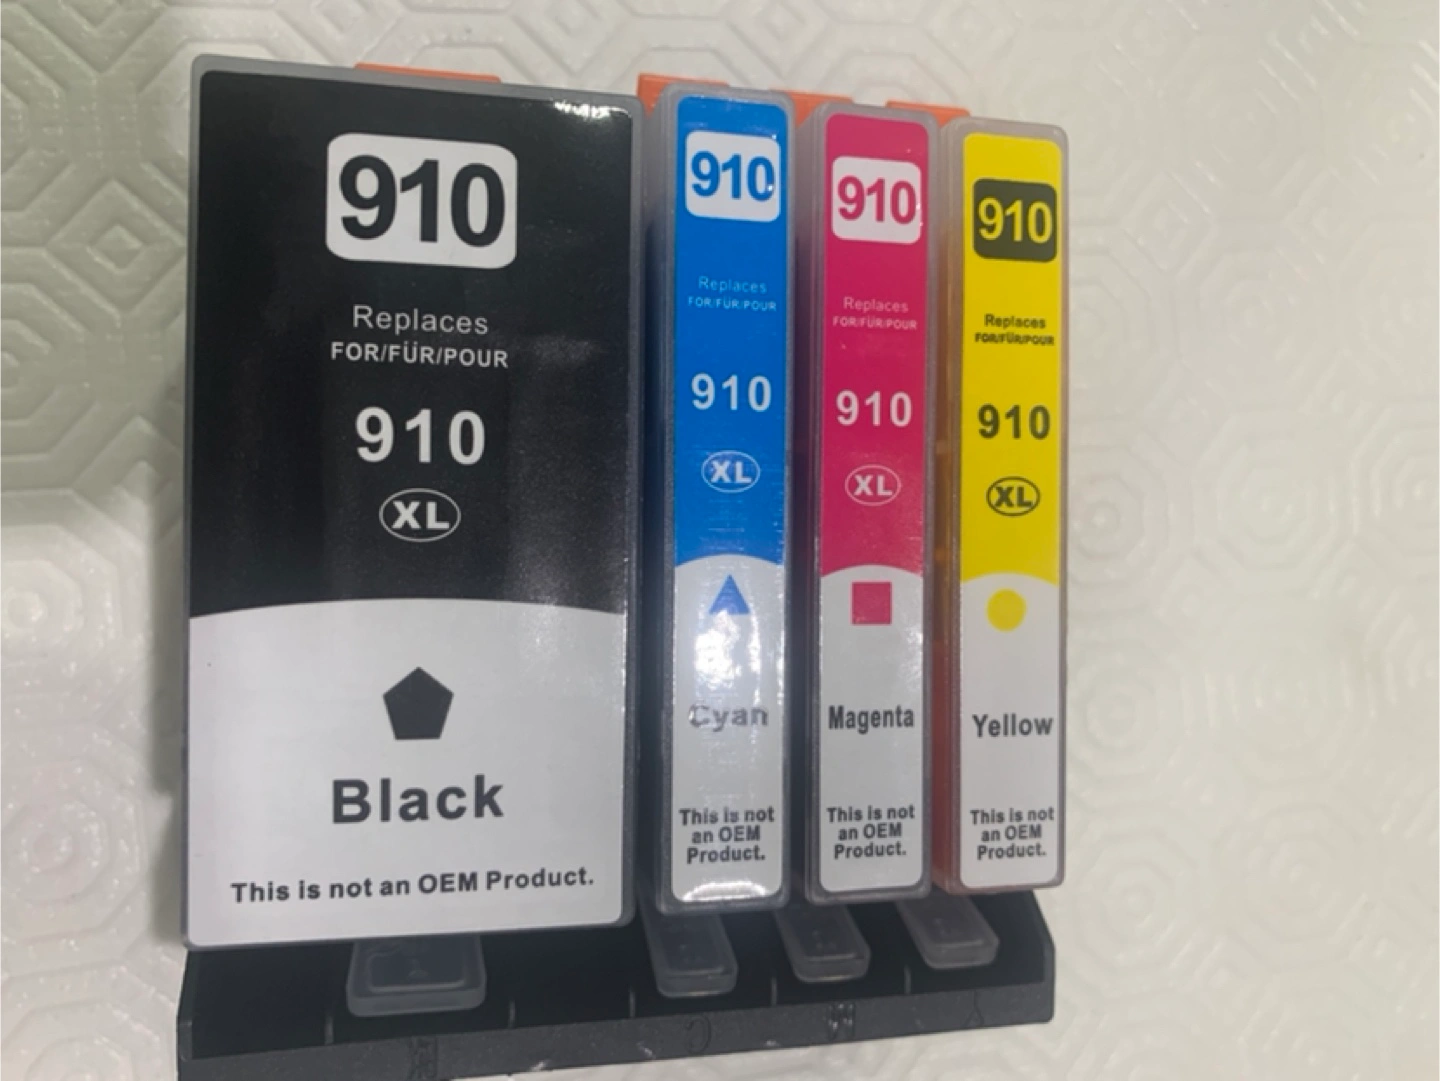 910
Replaces
FOR/FÜR/POUR
910
XL
Black
This is not an OEM Product.
910
Replaces
FOR/FÜR/POUR
910
XL
Cyan
This is not
an OEM
Product.
910
Replaces
FOR/FÜR/POUR
910
XL
Magenta
This is not
an OEM
Product.
910
Replaces
FOR/FÜR/POUR
910
XL
Yellow
This is not
an OEM
Product.
C
M
Y